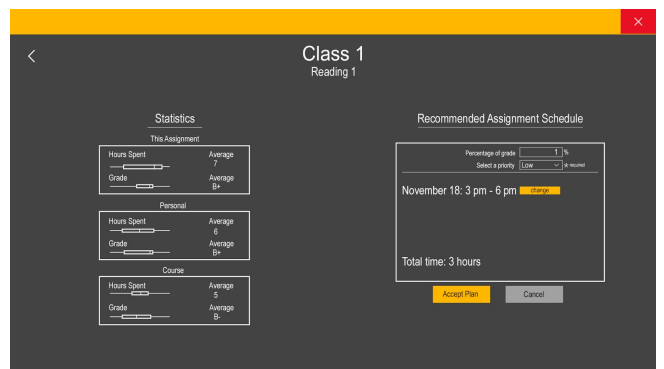 Class 1
Reading 1
Statistics
This Assignment
Hours Spent Average
7
Grade Average
B+
Personal
Hours Spent Average
6
Grade Average
B+
Course
Hours Spent Average
5
Grade Average
B-
Recommended Assignment Schedule
Percentage of grade 1 %
Select a priority Low * required
November 18: 3 pm - 6 pm change
Total time: 3 hours
Accept Plan Cancel